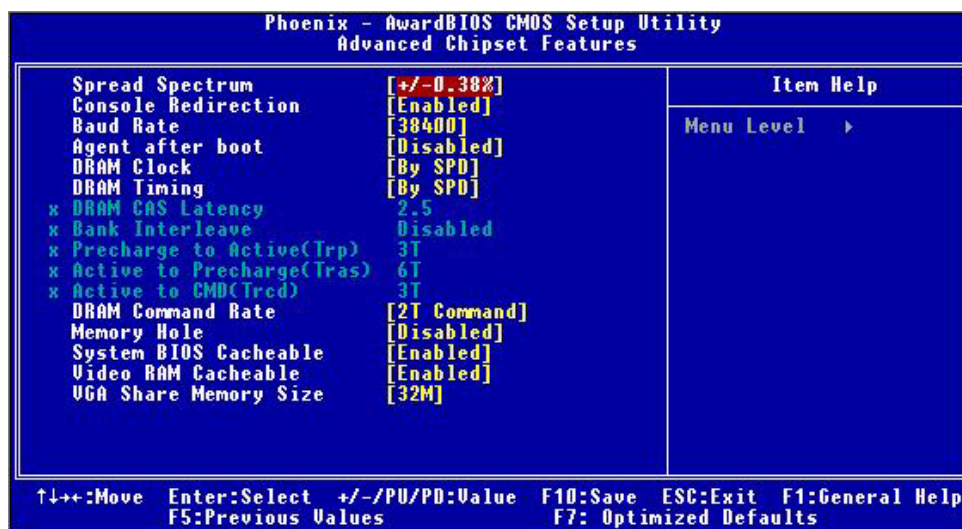 Phoenix - AwardBIOS CMOS Setup Utility
Advanced Chipset Features
Spread Spectrum [+/-0.38%]
Console Redirection [Enabled]
Baud Rate [38400]
Agent after boot [Disabled]
DRAM Clock [By SPD]
DRAM Timing [By SPD]
x DRAM CAS Latency 2.5
x Bank Interleave Disabled
x Precharge to Active(Trp) 3T
x Active to Precharge(Tras) 6T
x Active to CMD(Trcd) 3T
DRAM Command Rate [2T Command]
Memory Hole [Disabled]
System BIOS Cacheable [Enabled]
Video RAM Cacheable [Enabled]
VGA Share Memory Size [32M]
Item Help
Menu Level ▸
↑↓→←:Move Enter:Select +/-/PU/PD:Value F10:Save ESC:Exit F1:General Help
F5:Previous Values F7: Optimized Defaults